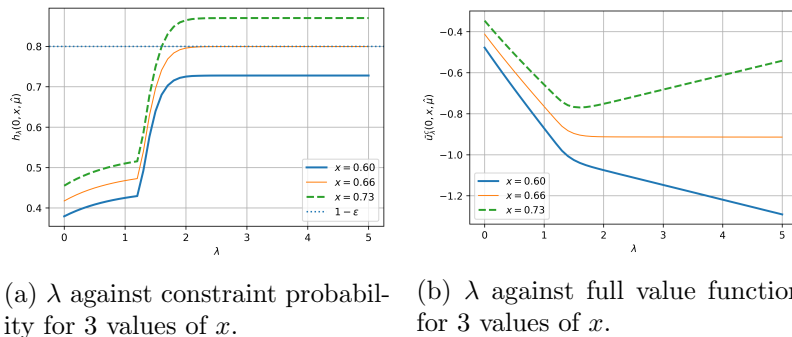 0.8
0.7
0.6
0.5
0.4
h_λ(0, x, μ̂)
x = 0.60
x = 0.66
x = 0.73
1 − ε
0 1 2 3 4 5
λ
−0.4
−0.6
−0.8
−1.0
−1.2
ũ^ε_λ(0, x, μ̂)
x = 0.60
x = 0.66
x = 0.73
0 1 2 3 4 5
λ
(a) λ against constraint probabil-
ity for 3 values of x.
(b) λ against full value function
for 3 values of x.